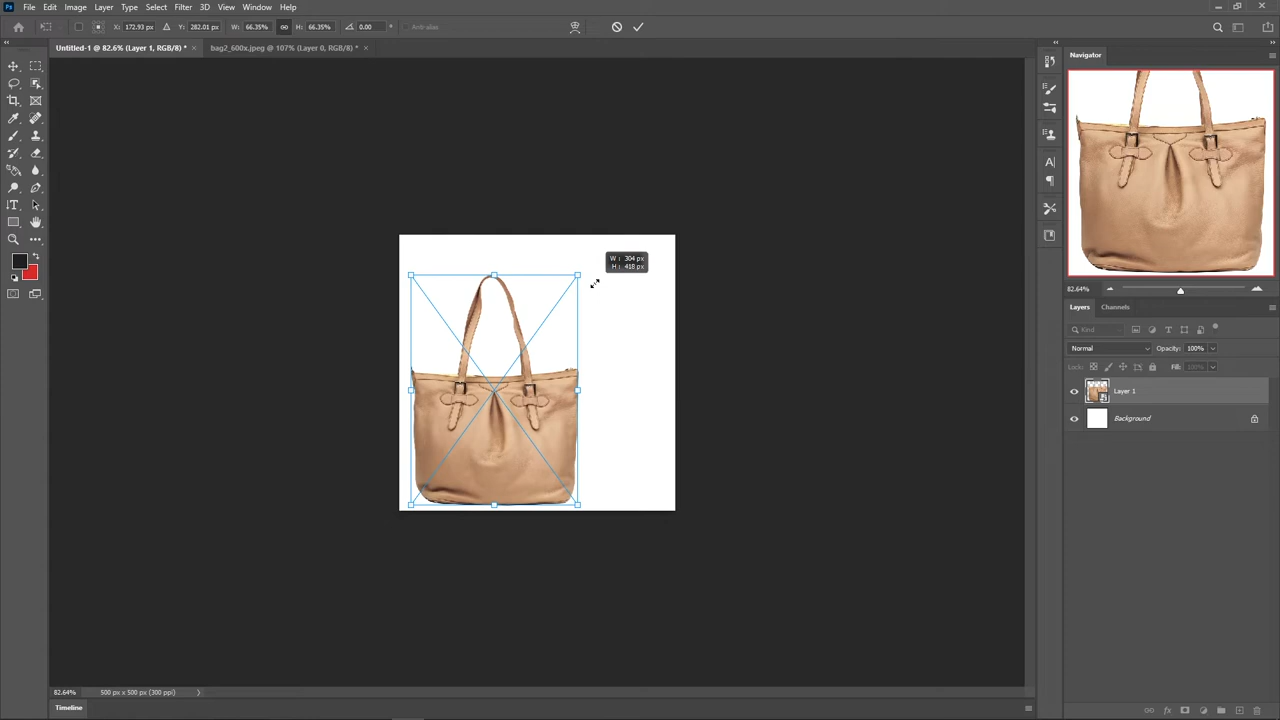 Ps File Edit Image Layer Type Select Filter 3D View Window Help
X: 172.93 px Y: 282.01 px W: 66.35% H: 66.35% 0.00 ° Anti-alias
Untitled-1 @ 82.6% (Layer 1, RGB/8) * × bag2_600x.jpeg @ 107% (Layer 0, RGB/8) * ×
Navigator
W : 304 px
H : 418 px
82.64%
Layers Channels
Kind
Normal Opacity: 100%
Lock: Fill: 100%
Layer 1
Background
82.64% 500 px x 500 px (300 ppi)
Timeline